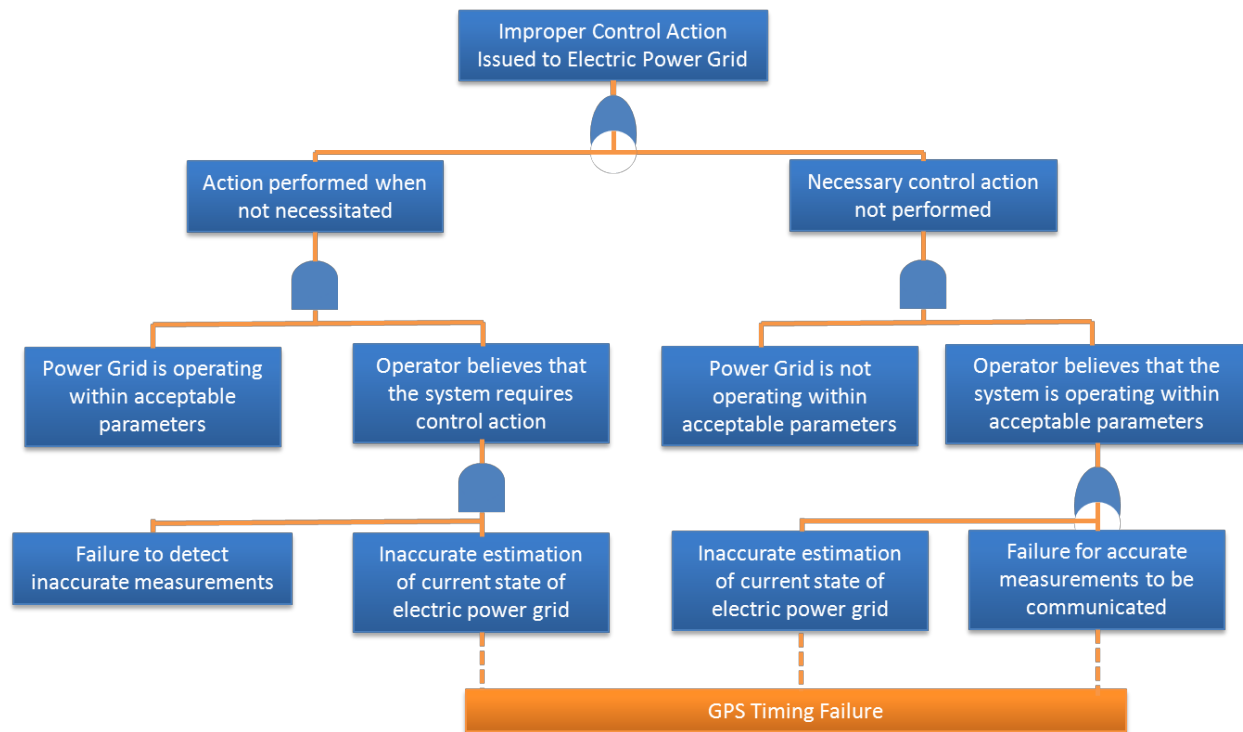 Improper Control Action
Issued to Electric Power Grid
Action performed when
not necessitated
Necessary control action
not performed
Power Grid is operating
within acceptable
parameters
Operator believes that
the system requires
control action
Power Grid is not
operating within
acceptable parameters
Operator believes that the
system is operating within
acceptable parameters
Failure to detect
inaccurate measurements
Inaccurate estimation
of current state of
electric power grid
Inaccurate estimation
of current state of
electric power grid
Failure for accurate
measurements to be
communicated
GPS Timing Failure